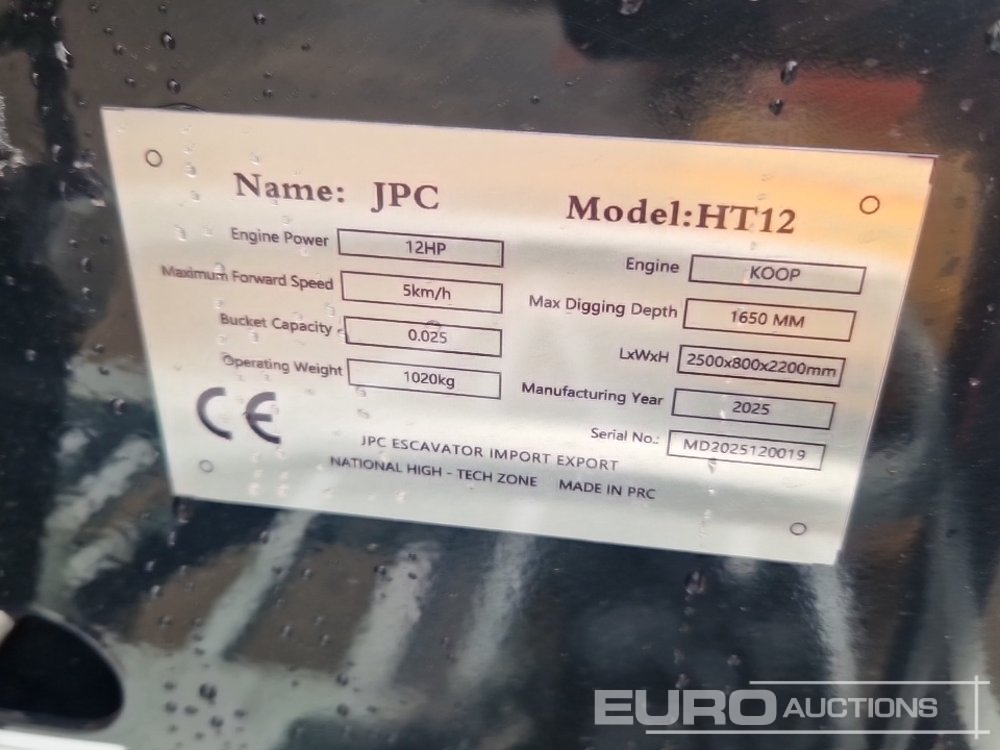 Name: JPC
Model:HT12
Engine Power 12HP
Engine KOOP
Maximum Forward Speed 5km/h
Max Digging Depth 1650 MM
Bucket Capacity 0.025
LxWxH 2500x800x2200mm
Operating Weight 1020kg
Manufacturing Year 2025
Serial No.: MD2025120019
CE
JPC ESCAVATOR IMPORT EXPORT
NATIONAL HIGH - TECH ZONE MADE IN PRC
EURO AUCTIONS